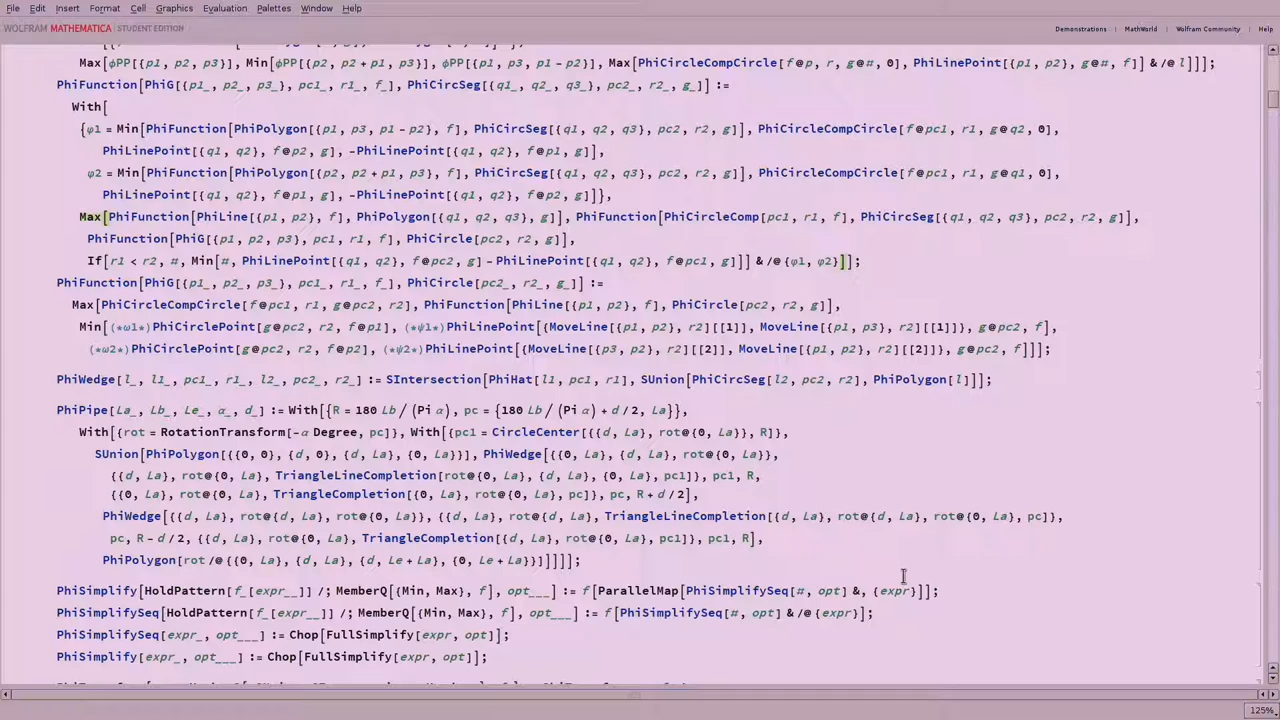 File Edit Insert Format Cell Graphics Evaluation Palettes Window Help
WOLFRAM MATHEMATICA STUDENT EDITION Demonstrations MathWorld Wolfram Community Help
Max[ϕPP[{p1, p2, p3}], Min[ϕPP[{p2, p2 + p1, p3}], ϕPP[{p1, p3, p1 - p2}], Max[PhiCircleCompCircle[f@p, r, g@#, 0], PhiLinePoint[{p1, p2}, g@#, f]] & /@ l]]];
PhiFunction[PhiG[{p1_, p2_, p3_}, pc1_, r1_, f_], PhiCircSeg[{q1_, q2_, q3_}, pc2_, r2_, g_]] :=
With[
{φ1 = Min[PhiFunction[PhiPolygon[{p1, p3, p1 - p2}, f], PhiCircSeg[{q1, q2, q3}, pc2, r2, g]], PhiCircleCompCircle[f@pc1, r1, g@q2, 0],
PhiLinePoint[{q1, q2}, f@p2, g], -PhiLinePoint[{q1, q2}, f@p1, g]],
φ2 = Min[PhiFunction[PhiPolygon[{p2, p2 + p1, p3}, f], PhiCircSeg[{q1, q2, q3}, pc2, r2, g]], PhiCircleCompCircle[f@pc1, r1, g@q1, 0],
PhiLinePoint[{q1, q2}, f@p1, g], -PhiLinePoint[{q1, q2}, f@p2, g]]},
Max[PhiFunction[PhiLine[{p1, p2}, f], PhiPolygon[{q1, q2, q3}, g]], PhiFunction[PhiCircleComp[pc1, r1, f], PhiCircSeg[{q1, q2, q3}, pc2, r2, g]],
PhiFunction[PhiG[{p1, p2, p3}, pc1, r1, f], PhiCircle[pc2, r2, g]],
If[r1 < r2, #, Min[#, PhiLinePoint[{q1, q2}, f@pc2, g] - PhiLinePoint[{q1, q2}, f@pc1, g]]] & /@ {φ1, φ2}]];
PhiFunction[PhiG[{p1_, p2_, p3_}, pc1_, r1_, f_], PhiCircle[pc2_, r2_, g_]] :=
Max[PhiCircleCompCircle[f@pc1, r1, g@pc2, r2], PhiFunction[PhiLine[{p1, p2}, f], PhiCircle[pc2, r2, g]],
Min[(*ω1*)PhiCirclePoint[g@pc2, r2, f@p1], (*ψ1*)PhiLinePoint[{MoveLine[{p1, p2}, r2][[1]], MoveLine[{p1, p3}, r2][[1]]}, g@pc2, f],
(*ω2*)PhiCirclePoint[g@pc2, r2, f@p2], (*ψ2*)PhiLinePoint[{MoveLine[{p3, p2}, r2][[2]], MoveLine[{p1, p2}, r2][[2]]}, g@pc2, f]]];
PhiWedge[l_, l1_, pc1_, r1_, l2_, pc2_, r2_] := SIntersection[PhiHat[l1, pc1, r1], SUnion[PhiCircSeg[l2, pc2, r2], PhiPolygon[l]]];
PhiPipe[La_, Lb_, Le_, α_, d_] := With[{R = 180 Lb / (Pi α), pc = {180 Lb / (Pi α) + d / 2, La}},
With[{rot = RotationTransform[-α Degree, pc]}, With[{pc1 = CircleCenter[{{d, La}, rot@{0, La}}, R]},
SUnion[PhiPolygon[{{0, 0}, {d, 0}, {d, La}, {0, La}}], PhiWedge[{{0, La}, {d, La}, rot@{0, La}},
{{d, La}, rot@{0, La}, TriangleLineCompletion[rot@{0, La}, {d, La}, {0, La}, pc1]}, pc1, R,
{{0, La}, rot@{0, La}, TriangleCompletion[{0, La}, rot@{0, La}, pc]}, pc, R + d / 2],
PhiWedge[{{d, La}, rot@{d, La}, rot@{0, La}}, {{d, La}, rot@{d, La}, TriangleLineCompletion[{d, La}, rot@{d, La}, rot@{0, La}, pc]},
pc, R - d / 2, {{d, La}, rot@{0, La}, TriangleCompletion[{d, La}, rot@{0, La}, pc1]}, pc1, R],
PhiPolygon[rot /@ {{0, La}, {d, La}, {d, Le + La}, {0, Le + La}}]]]]];
PhiSimplify[HoldPattern[f_[expr__]] /; MemberQ[{Min, Max}, f], opt___] := f[ParallelMap[PhiSimplifySeq[#, opt] &, {expr}]];
PhiSimplifySeq[HoldPattern[f_[expr__]] /; MemberQ[{Min, Max}, f], opt___] := f[PhiSimplifySeq[#, opt] & /@ {expr}];
PhiSimplifySeq[expr_, opt___] := Chop[FullSimplify[expr, opt]];
PhiSimplify[expr_, opt___] := Chop[FullSimplify[expr, opt]];
125%